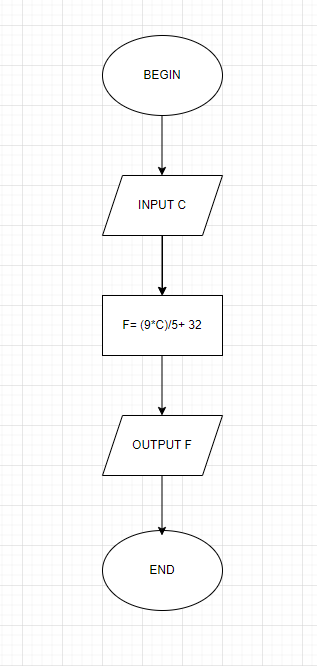 BEGIN
INPUT C
F= (9*C)/5+ 32
OUTPUT F
END